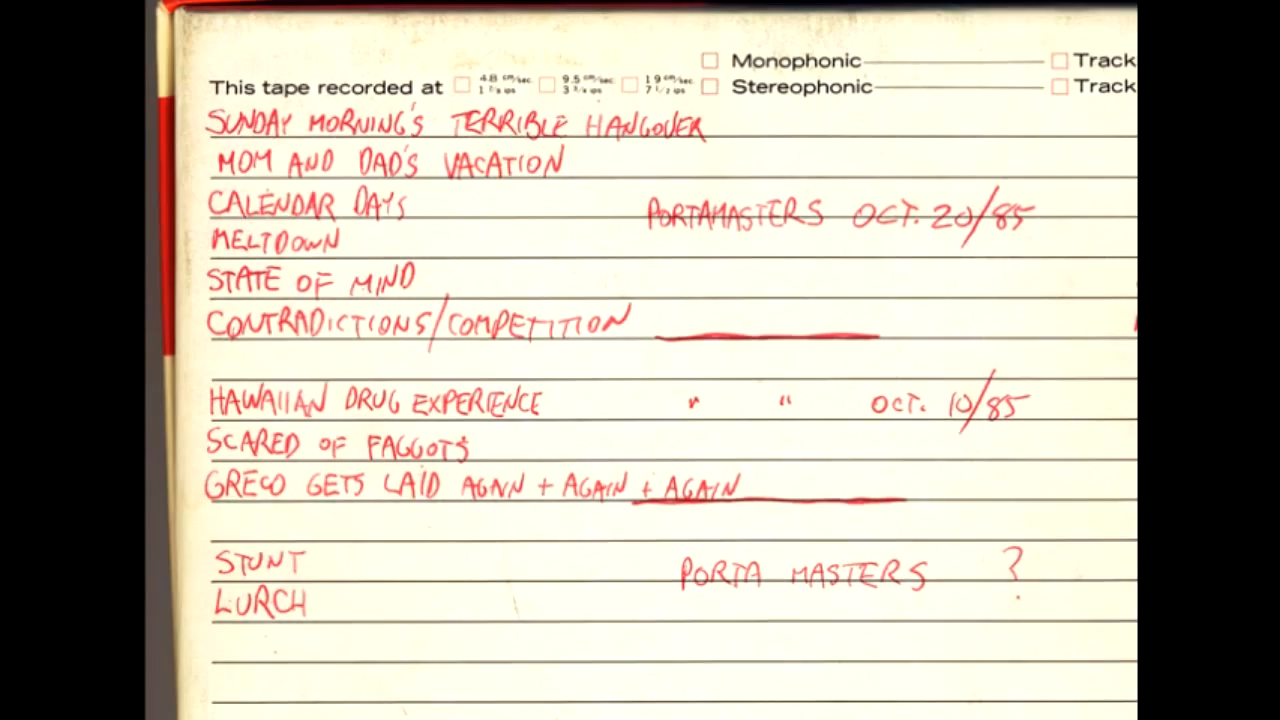 Monophonic Track
This tape recorded at 4.8 cm/sec. 1 7/8 ips 9.5 cm/sec. 3 3/4 ips 19 cm/sec. 7 1/2 ips Stereophonic Track
SUNDAY MORNING'S TERRIBLE HANGOVER
MOM AND DAD'S VACATION
CALENDAR DAYS PORTAMASTERS OCT. 20/85
MELTDOWN
STATE OF MIND
CONTRADICTIONS/COMPETITION
HAWAIIAN DRUG EXPERIENCE " " OCT. 10/85
SCARED OF FAGGOTS
GRECO GETS LAID AGAIN + AGAIN + AGAIN
STUNT PORTA MASTERS ?
LURCH